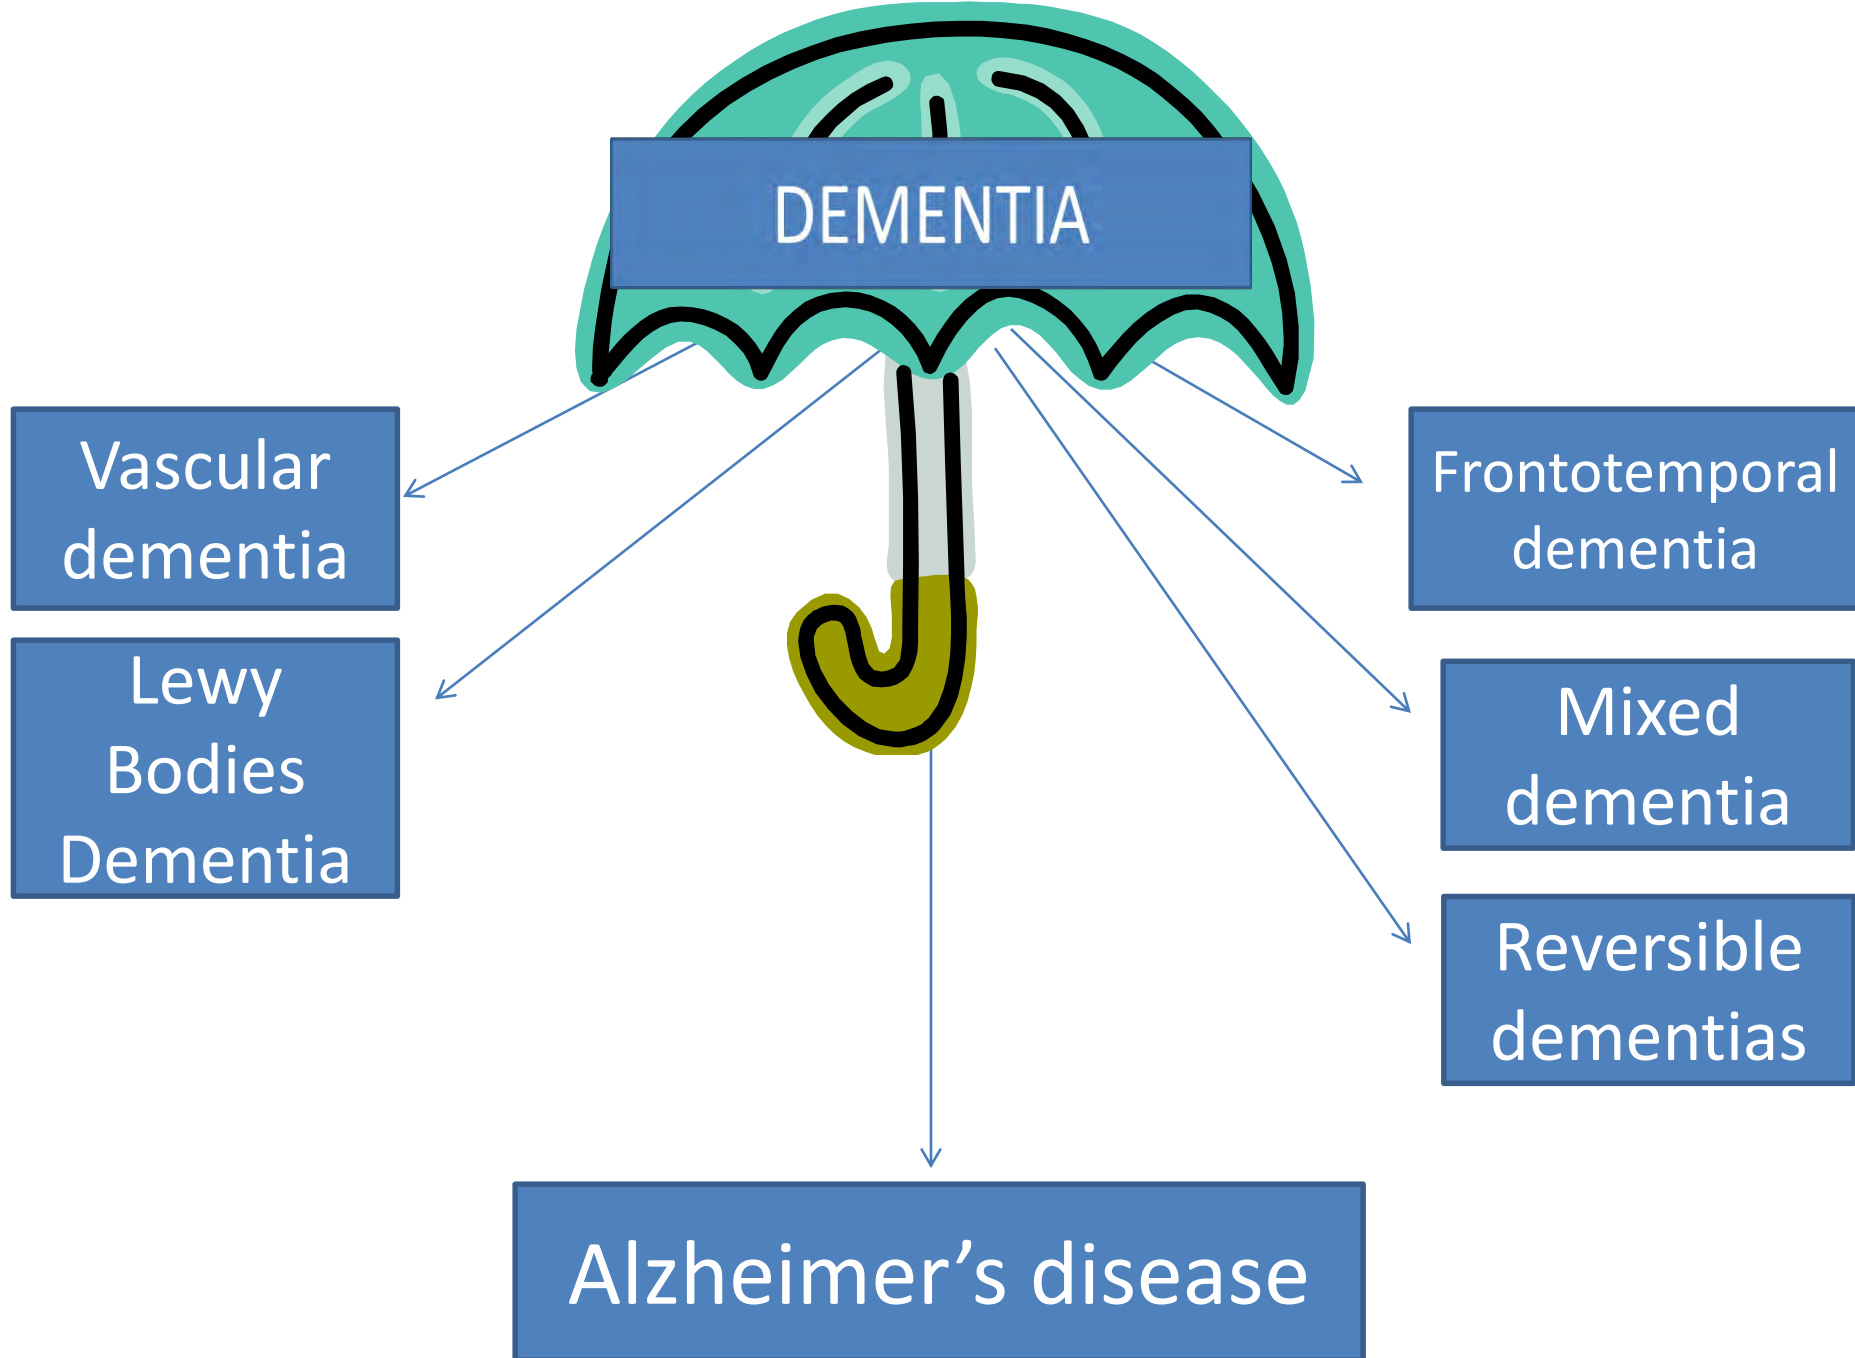 DEMENTIA
Vascular
dementia
Lewy
Bodies
Dementia
Frontotemporal
dementia
Mixed
dementia
Reversible
dementias
Alzheimer’s disease